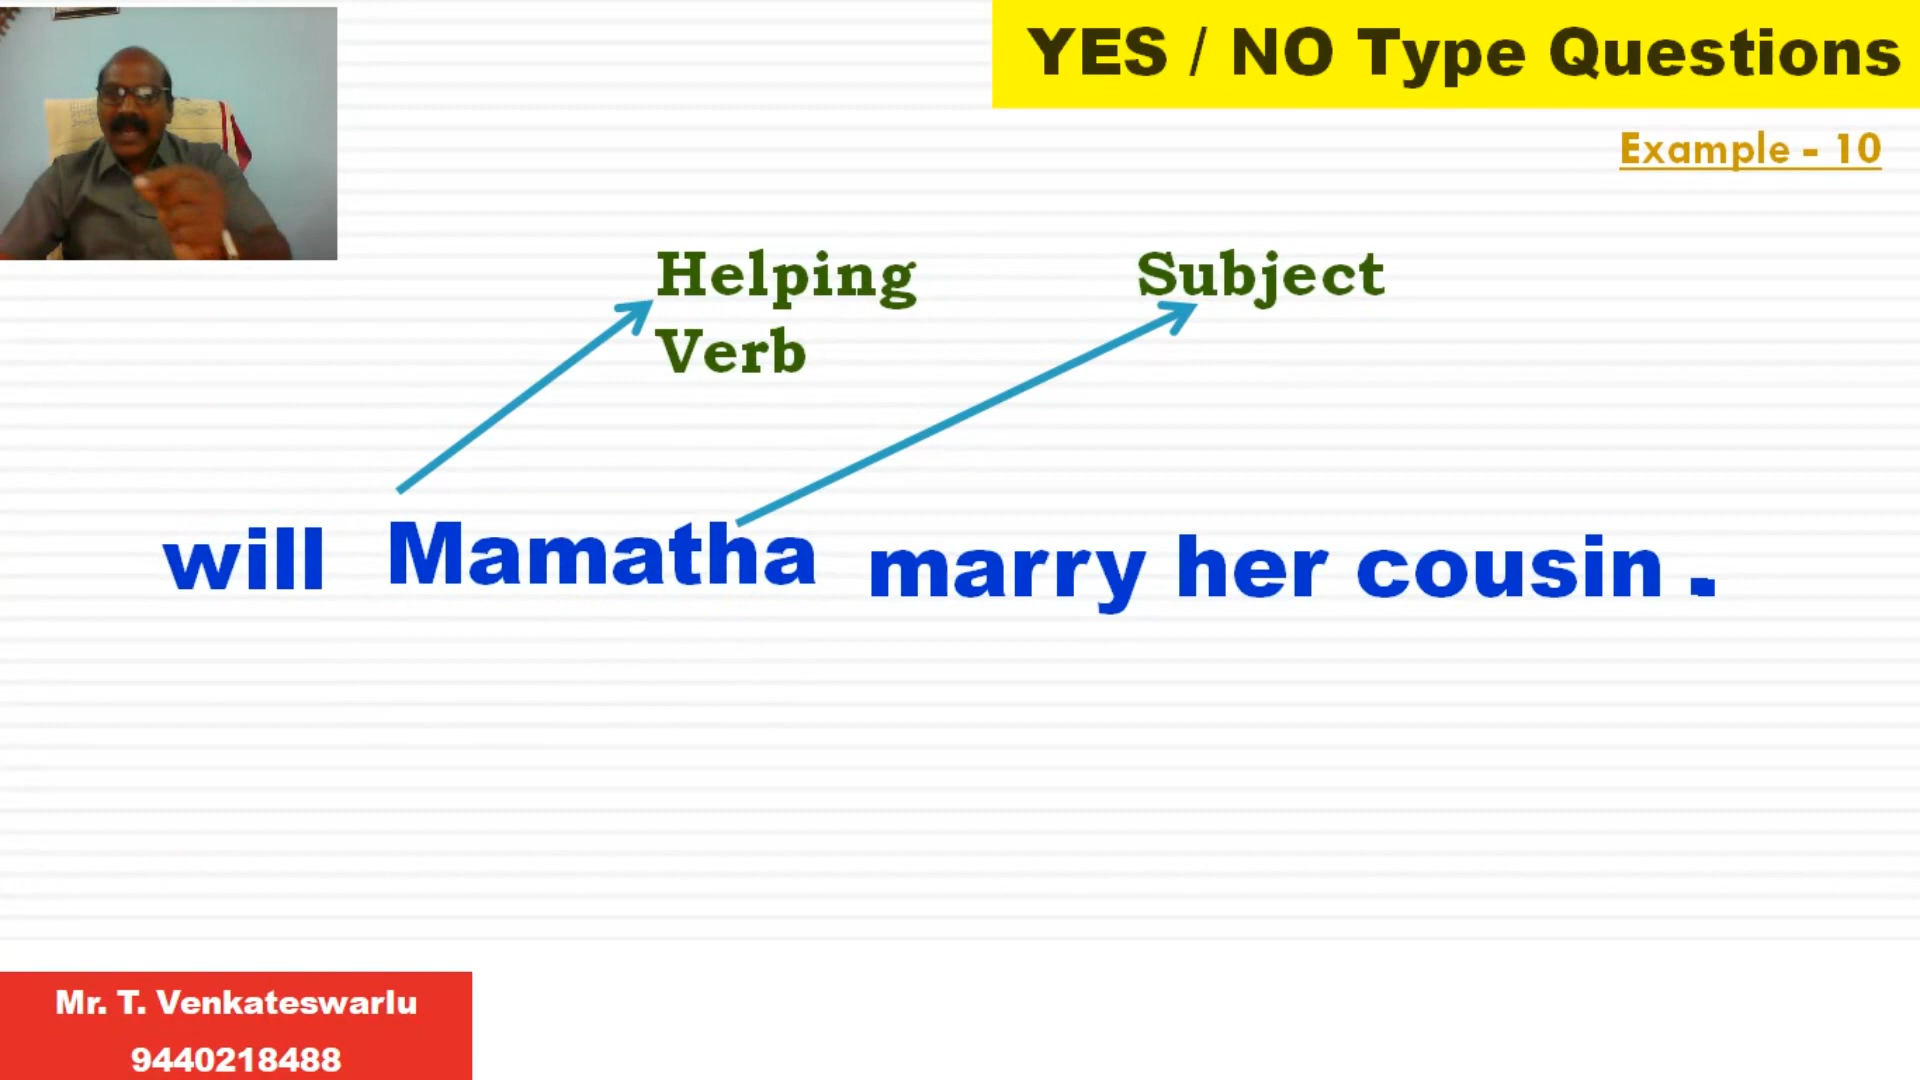 YES / NO Type Questions
Example - 10
Helping Subject
Verb
will Mamatha marry her cousin .
Mr. T. Venkateswarlu
9440218488